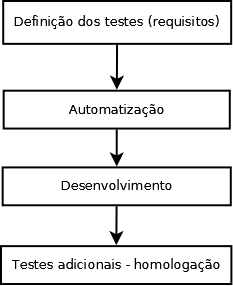 Definição dos testes (requisitos)
Automatização
Desenvolvimento
Testes adicionais - homologação